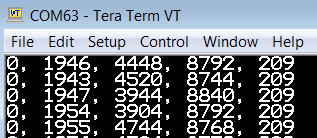 COM63 - Tera Term VT
File Edit Setup Control Window Help
0, 1946, 4448, 8792, 209
0, 1943, 4520, 8744, 209
0, 1947, 3944, 8840, 209
0, 1954, 3904, 8792, 209
0, 1955, 4744, 8768, 209